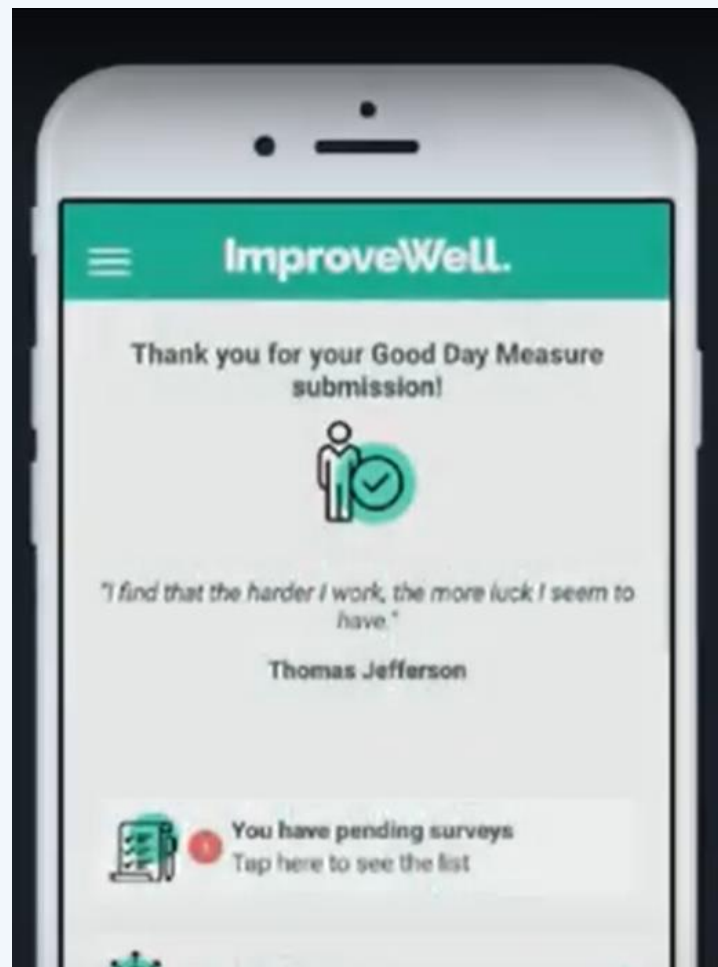 ImproveWell.
Thank you for your Good Day Measure
submission!
"I find that the harder I work, the more luck I seem to
have."
Thomas Jefferson
You have pending surveys
Tap here to see the list